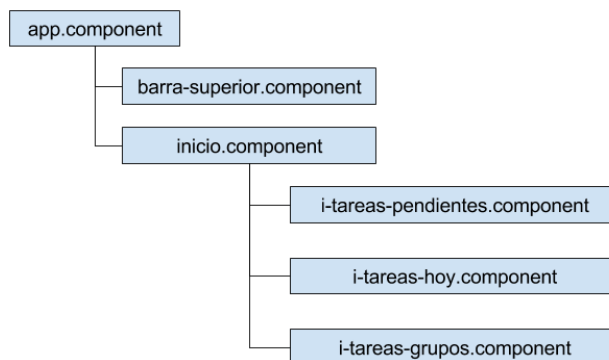 app.component
barra-superior.component
inicio.component
i-tareas-pendientes.component
i-tareas-hoy.component
i-tareas-grupos.component